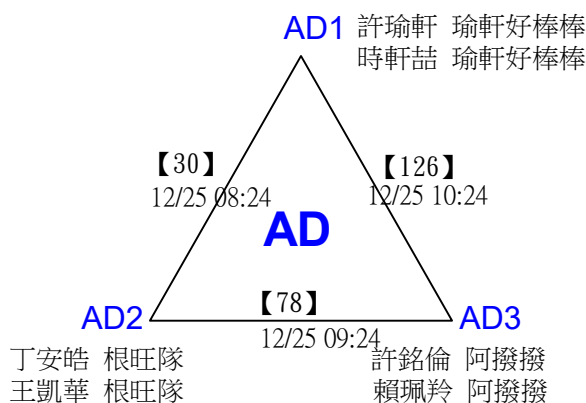 AD1 許瑜軒 瑜軒好棒棒
時軒喆 瑜軒好棒棒
【30】
12/25 08:24
【126】
12/25 10:24
AD
【78】
12/25 09:24
AD2
丁安皓 根旺隊
王凱華 根旺隊
AD3
許銘倫 阿撥撥
賴珮羚 阿撥撥